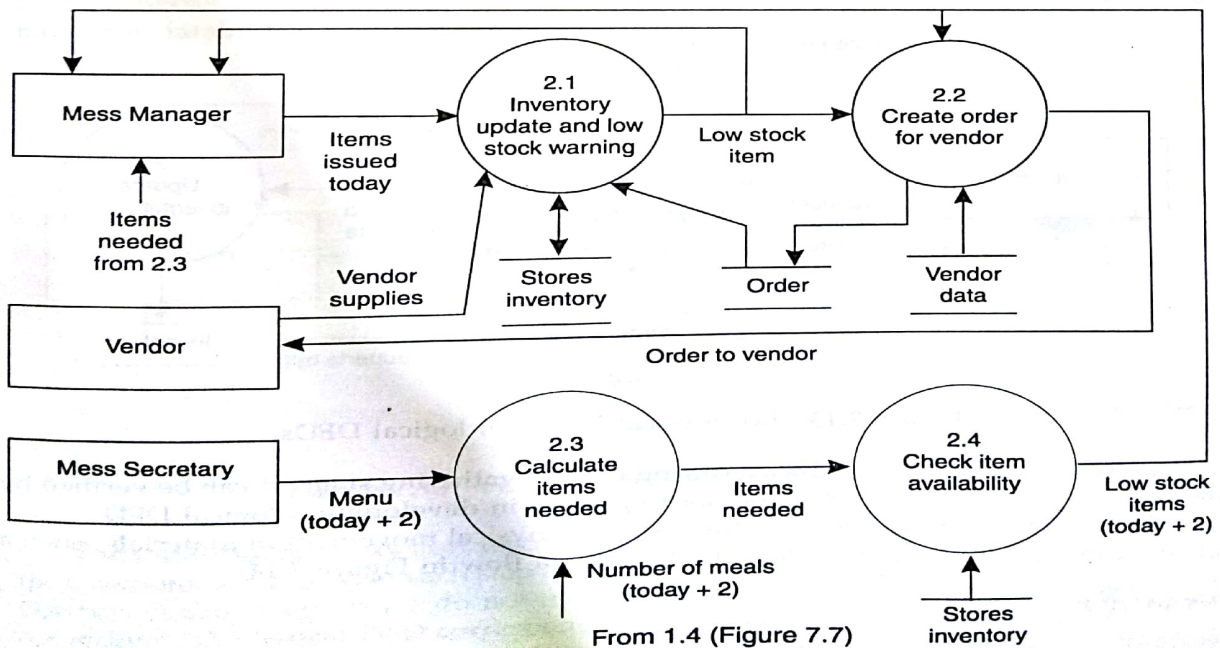 Mess Manager
Items
issued
today
2.1
Inventory
update and low
stock warning
Low stock
item
2.2
Create order
for vendor
Items
needed
from 2.3
Vendor
supplies
Stores
inventory
Order
Vendor
data
Vendor
Order to vendor
Mess Secretary
Menu
(today + 2)
2.3
Calculate
items
needed
Items
needed
2.4
Check item
availability
Low stock
items
(today + 2)
Number of meals
(today + 2)
From 1.4 (Figure 7.7)
Stores
inventory